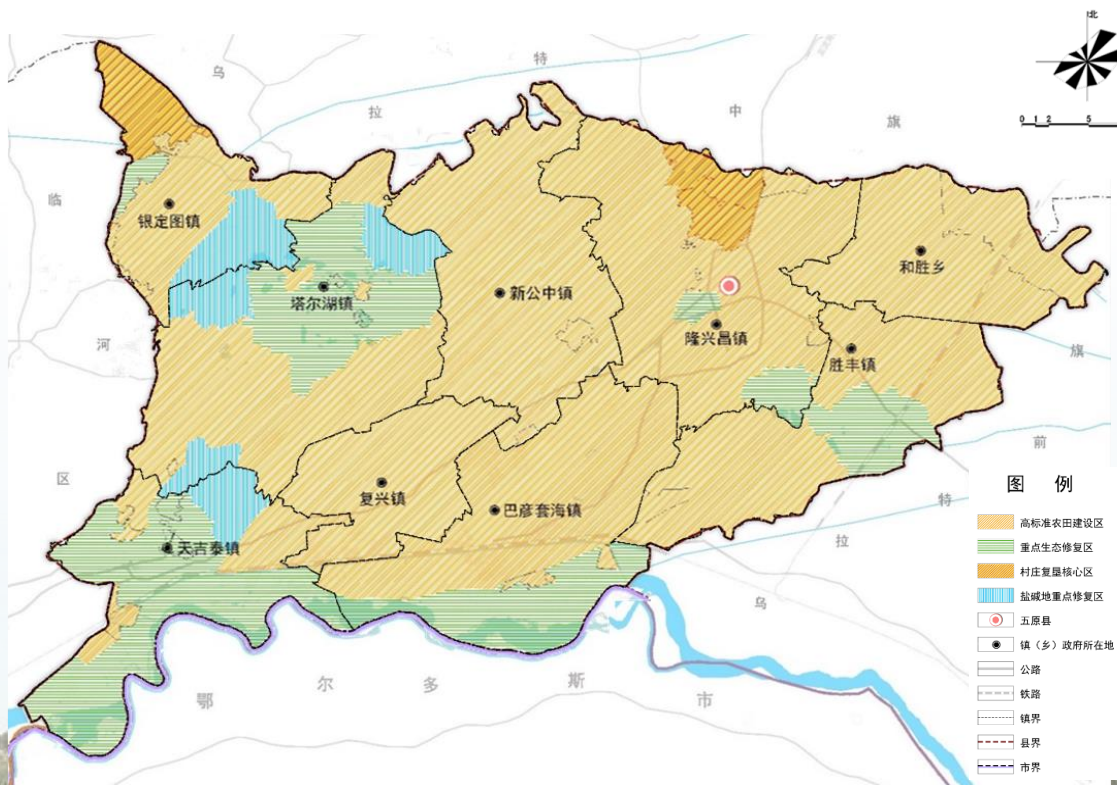 北
0 1 2 5
乌
拉
特
中
旗
临
河
区
银定图镇
塔尔湖镇
新公中镇
隆兴昌镇
和胜乡
胜丰镇
复兴镇
巴彦套海镇
天吉泰镇
乌
拉
特
前
旗
鄂
尔
多
斯
市
图 例
高标准农田建设区
重点生态修复区
村庄复垦核心区
盐碱地重点修复区
五原县
镇（乡）政府所在地
公路
铁路
镇界
县界
市界